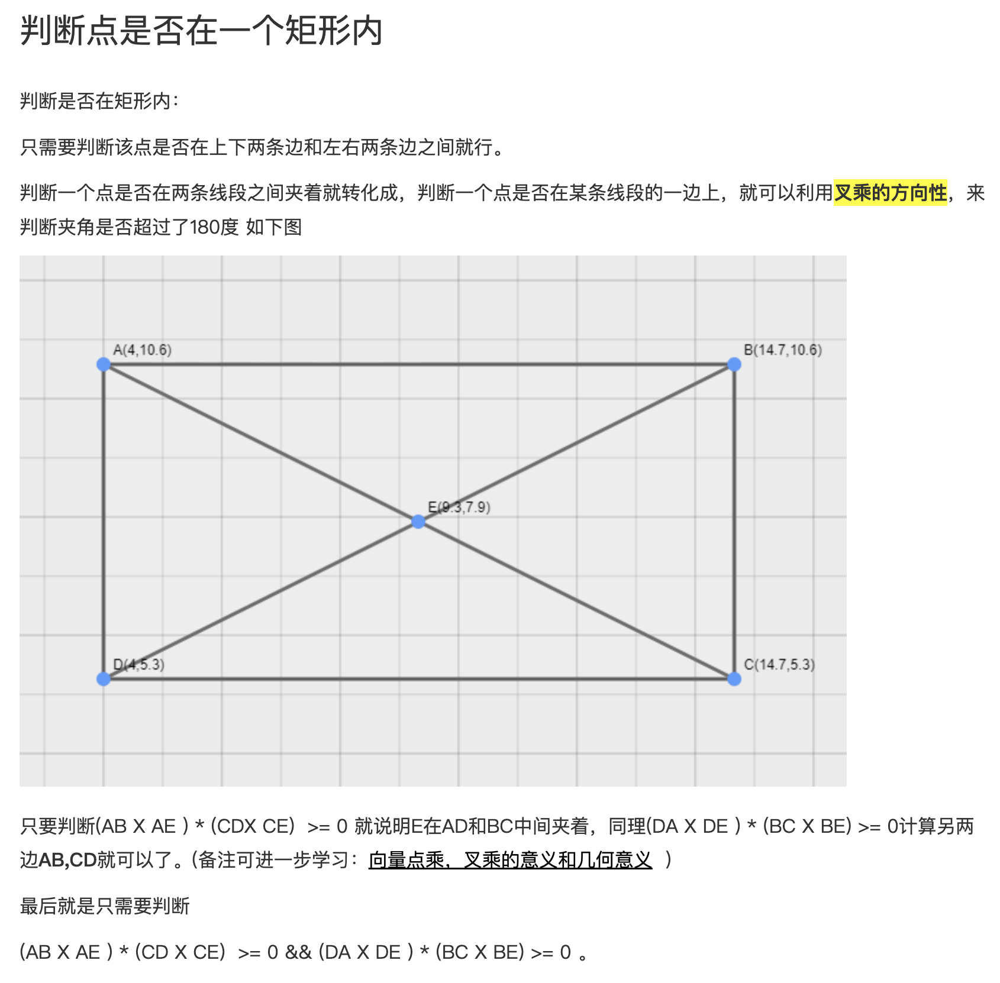 判断点是否在一个矩形内
判断是否在矩形内：
只需要判断该点是否在上下两条边和左右两条边之间就行。
判断一个点是否在两条线段之间夹着就转化成，判断一个点是否在某条线段的一边上，就可以利用叉乘的方向性，来
判断夹角是否超过了180度 如下图
A(4,10.6)
B(14.7,10.6)
E(9.3,7.9)
D(4,5.3)
C(14.7,5.3)
只要判断(AB X AE ) * (CDX CE)  >= 0 就说明E在AD和BC中间夹着，同理(DA X DE ) * (BC X BE) >= 0计算另两
边AB,CD就可以了。(备注可进一步学习：向量点乘，叉乘的意义和几何意义  )
最后就是只需要判断
(AB X AE ) * (CD X CE)  >= 0 && (DA X DE ) * (BC X BE) >= 0 。